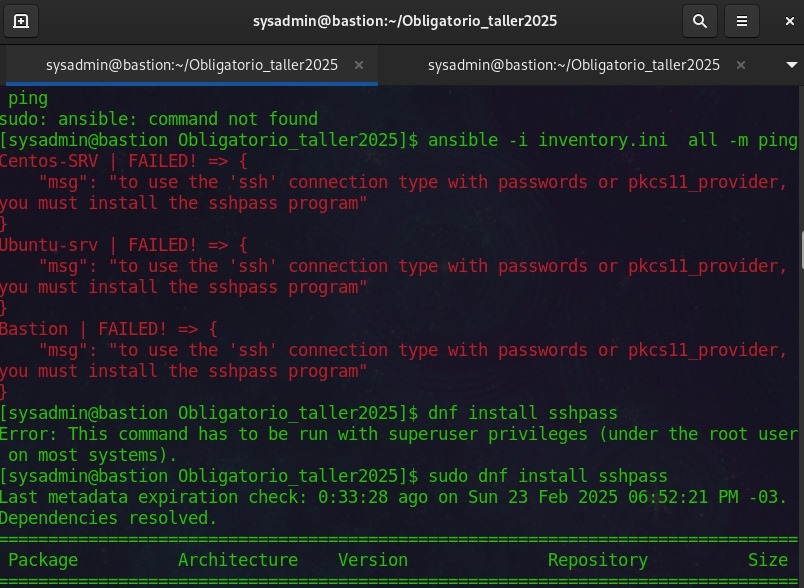 sysadmin@bastion:~/Obligatorio_taller2025
sysadmin@bastion:~/Obligatorio_taller2025 × sysadmin@bastion:~/Obligatorio_taller2025 ×
ping
sudo: ansible: command not found
[sysadmin@bastion Obligatorio_taller2025]$ ansible -i inventory.ini  all -m ping
Centos-SRV | FAILED! => {
    "msg": "to use the 'ssh' connection type with passwords or pkcs11_provider,
you must install the sshpass program"
}
Ubuntu-srv | FAILED! => {
    "msg": "to use the 'ssh' connection type with passwords or pkcs11_provider,
you must install the sshpass program"
}
Bastion | FAILED! => {
    "msg": "to use the 'ssh' connection type with passwords or pkcs11_provider,
you must install the sshpass program"
}
[sysadmin@bastion Obligatorio_taller2025]$ dnf install sshpass
Error: This command has to be run with superuser privileges (under the root user
 on most systems).
[sysadmin@bastion Obligatorio_taller2025]$ sudo dnf install sshpass
Last metadata expiration check: 0:33:28 ago on Sun 23 Feb 2025 06:52:21 PM -03.
Dependencies resolved.
================================================================================
 Package          Architecture    Version              Repository          Size
================================================================================